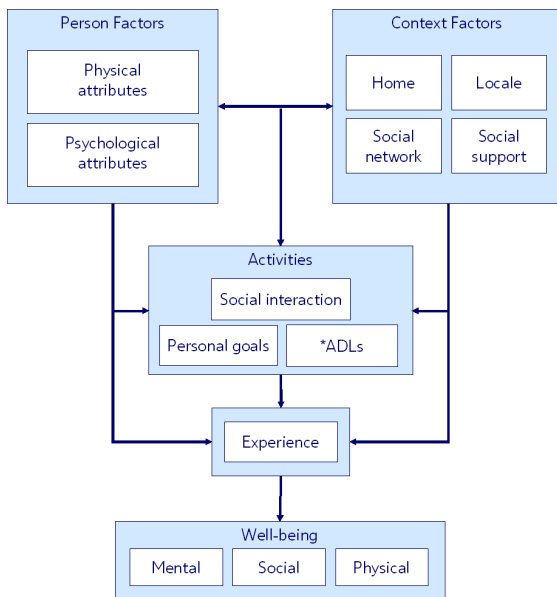 Person Factors
Physical
attributes
Psychological
attributes
Context Factors
Home
Locale
Social
network
Social
support
Activities
Social interaction
Personal goals
*ADLs
Experience
Well-being
Mental
Social
Physical